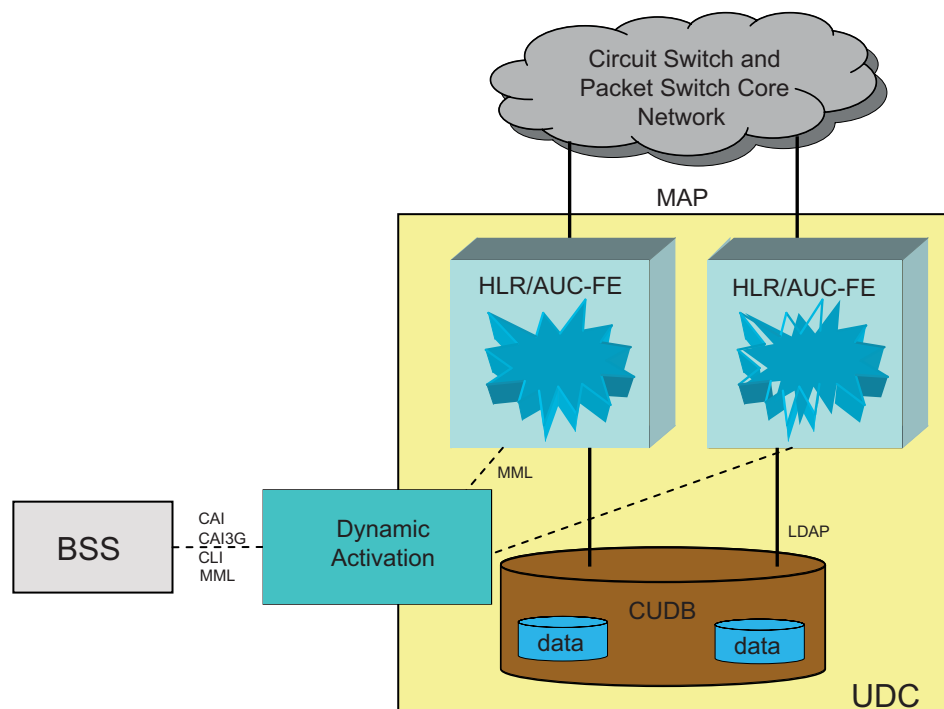 Circuit Switch and
Packet Switch Core
Network
MAP
HLR/AUC-FE
HLR/AUC-FE
MML
BSS
CAI
CAI3G
CLI
MML
Dynamic
Activation
LDAP
CUDB
data
data
UDC